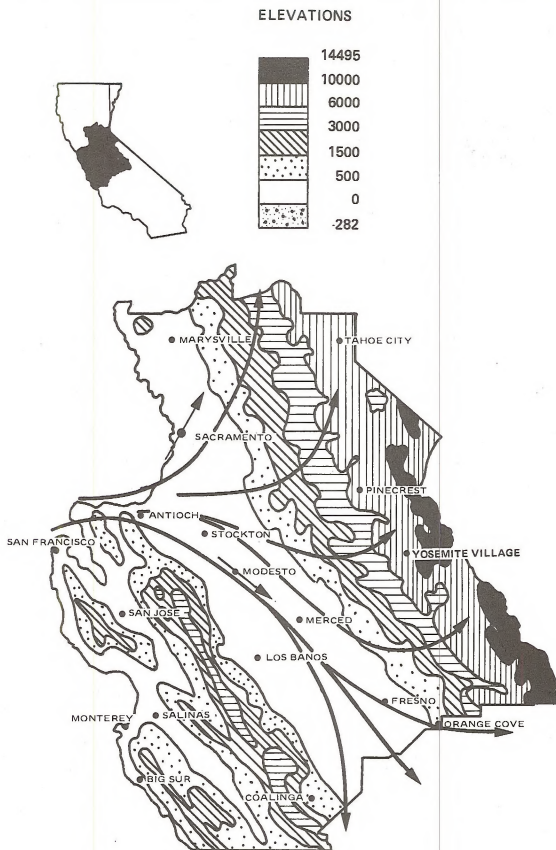 ELEVATIONS
14495
10000
6000
3000
1500
500
0
-282
MARYSVILLE
TAHOE CITY
SACRAMENTO
PINECREST
ANTIOCH
STOCKTON
SAN FRANCISCO
YOSEMITE VILLAGE
MODESTO
SAN JOSE
MERCED
LOS BANOS
FRESNO
MONTEREY
SALINAS
ORANGE COVE
BIG SUR
COALINGA